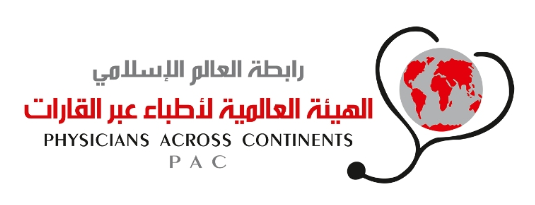 رابطة العالم الإسلامي
الهيئة العالمية لأطباء عبر القارات
PHYSICIANS ACROSS CONTINENTS
PAC